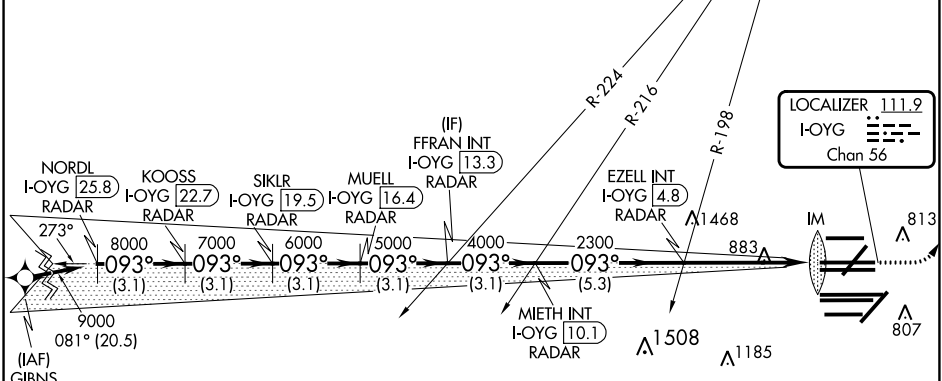 R-224
R-216
R-198
LOCALIZER 111.9
I-OYG
Chan 56
(IF)
FFRAN INT
I-OYG 13.3
RADAR
NORDL
I-OYG 25.8
RADAR
KOOSS
I-OYG 22.7
RADAR
SIKLR
I-OYG 19.5
RADAR
MUELL
I-OYG 16.4
RADAR
EZELL INT
I-OYG 4.8
RADAR
1468
IM
813
273°
8000
7000
6000
5000
4000
2300
883
093°
093°
093°
093°
093°
093°
(3.1)
(3.1)
(3.1)
(3.1)
(3.1)
(5.3)
9000
081° (20.5)
MIETH INT
I-OYG 10.1
RADAR
1508
1185
807
(IAF)
GIBNS